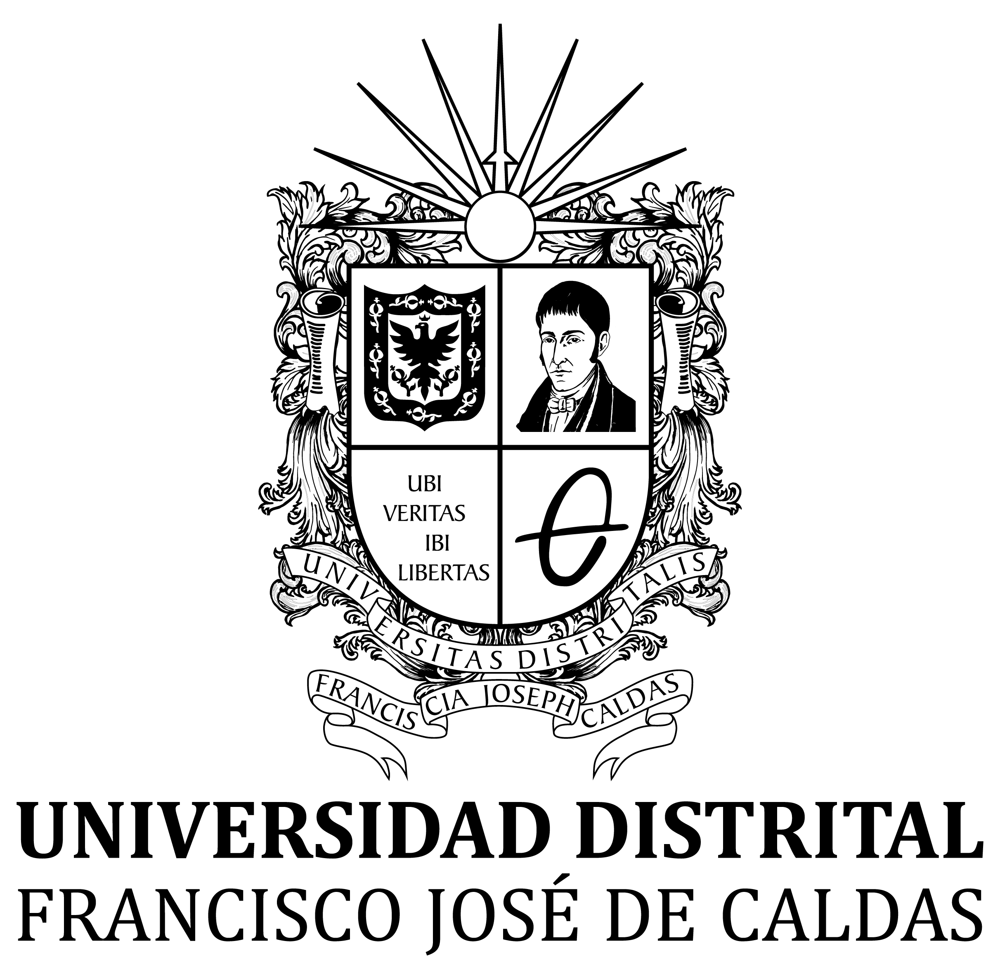 UBI
VERITAS
IBI
LIBERTAS
UNIVERSITAS DISTRITALIS
FRANCISCIA JOSEPH CALDAS
UNIVERSIDAD DISTRITAL
FRANCISCO JOSÉ DE CALDAS